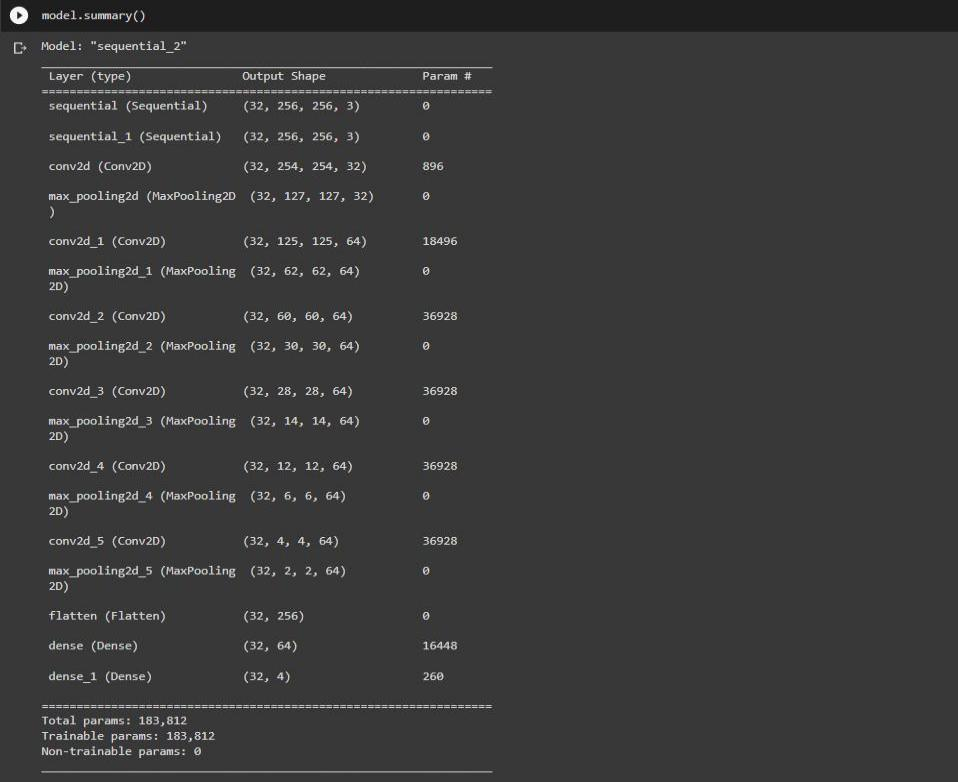 model.summary()
Model: "sequential_2"
Layer (type) Output Shape Param #
=================================================================
sequential (Sequential) (32, 256, 256, 3) 0
sequential_1 (Sequential) (32, 256, 256, 3) 0
conv2d (Conv2D) (32, 254, 254, 32) 896
max_pooling2d (MaxPooling2D (32, 127, 127, 32) 0
)
conv2d_1 (Conv2D) (32, 125, 125, 64) 18496
max_pooling2d_1 (MaxPooling (32, 62, 62, 64) 0
2D)
conv2d_2 (Conv2D) (32, 60, 60, 64) 36928
max_pooling2d_2 (MaxPooling (32, 30, 30, 64) 0
2D)
conv2d_3 (Conv2D) (32, 28, 28, 64) 36928
max_pooling2d_3 (MaxPooling (32, 14, 14, 64) 0
2D)
conv2d_4 (Conv2D) (32, 12, 12, 64) 36928
max_pooling2d_4 (MaxPooling (32, 6, 6, 64) 0
2D)
conv2d_5 (Conv2D) (32, 4, 4, 64) 36928
max_pooling2d_5 (MaxPooling (32, 2, 2, 64) 0
2D)
flatten (Flatten) (32, 256) 0
dense (Dense) (32, 64) 16448
dense_1 (Dense) (32, 4) 260
=================================================================
Total params: 183,812
Trainable params: 183,812
Non-trainable params: 0